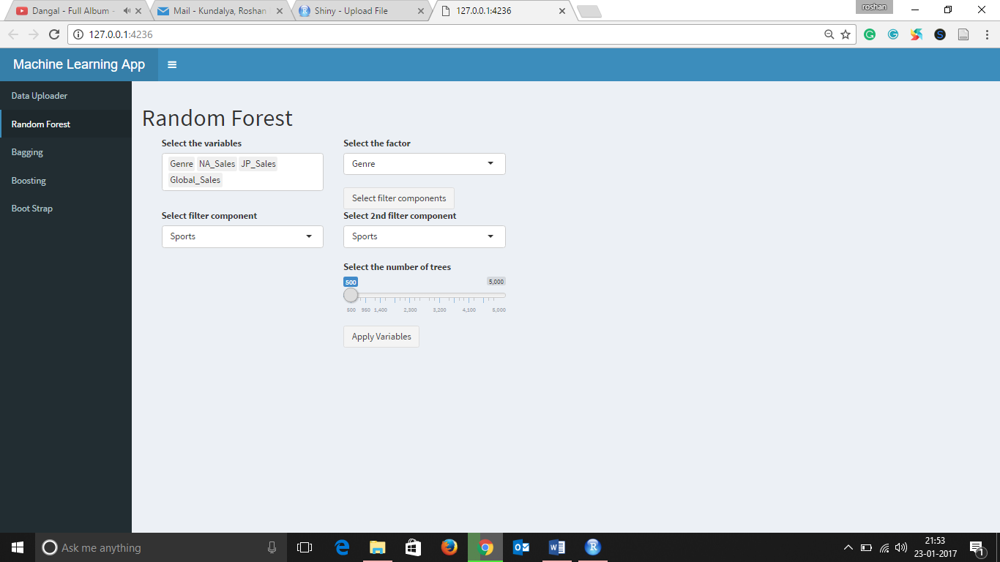 Dangal - Full Album -
Mail - Kundalya, Roshan
Shiny - Upload File
127.0.0.1:4236
roshan
127.0.0.1:4236
Machine Learning App
Data Uploader
Random Forest
Bagging
Boosting
Boot Strap
Random Forest
Select the variables
Genre NA_Sales JP_Sales
Global_Sales
Select the factor
Genre
Select filter components
Select filter component
Sports
Select 2nd filter component
Sports
Select the number of trees
500 5,000
500 950 1,400 2,300 3,200 4,100 5,000
Apply Variables
Ask me anything
21:53
23-01-2017
1